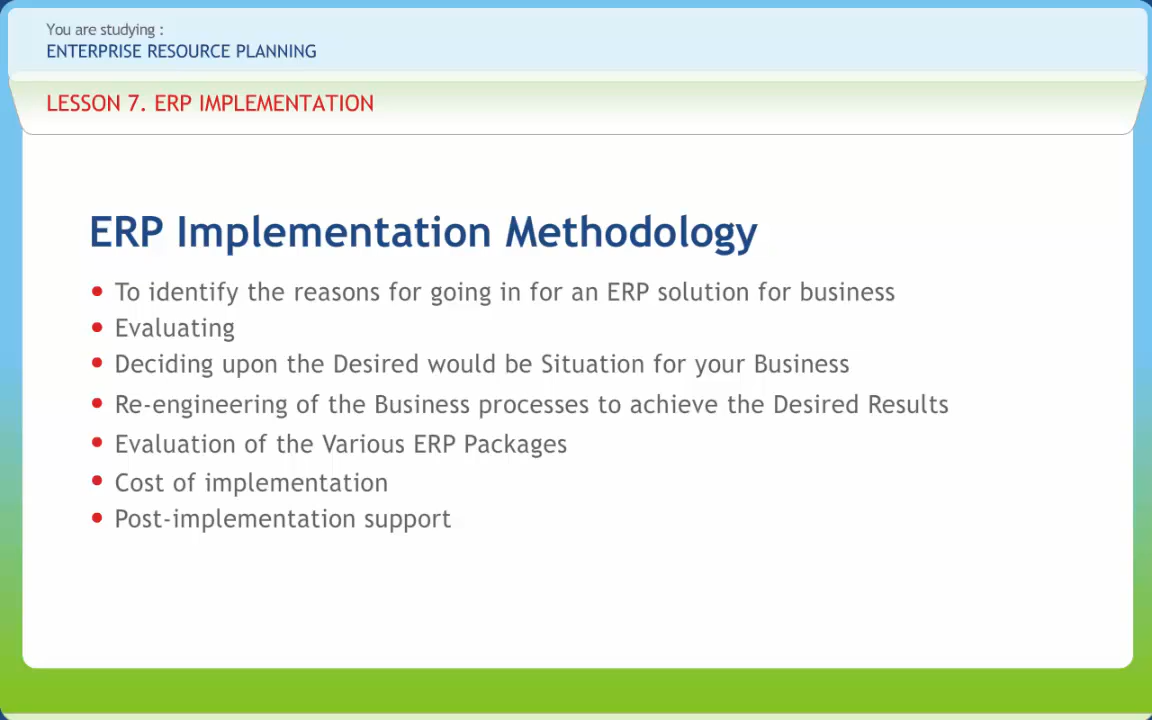 You are studying :
ENTERPRISE RESOURCE PLANNING
LESSON 7. ERP IMPLEMENTATION
ERP Implementation Methodology
• To identify the reasons for going in for an ERP solution for business
• Evaluating
• Deciding upon the Desired would be Situation for your Business
• Re-engineering of the Business processes to achieve the Desired Results
• Evaluation of the Various ERP Packages
• Cost of implementation
• Post-implementation support